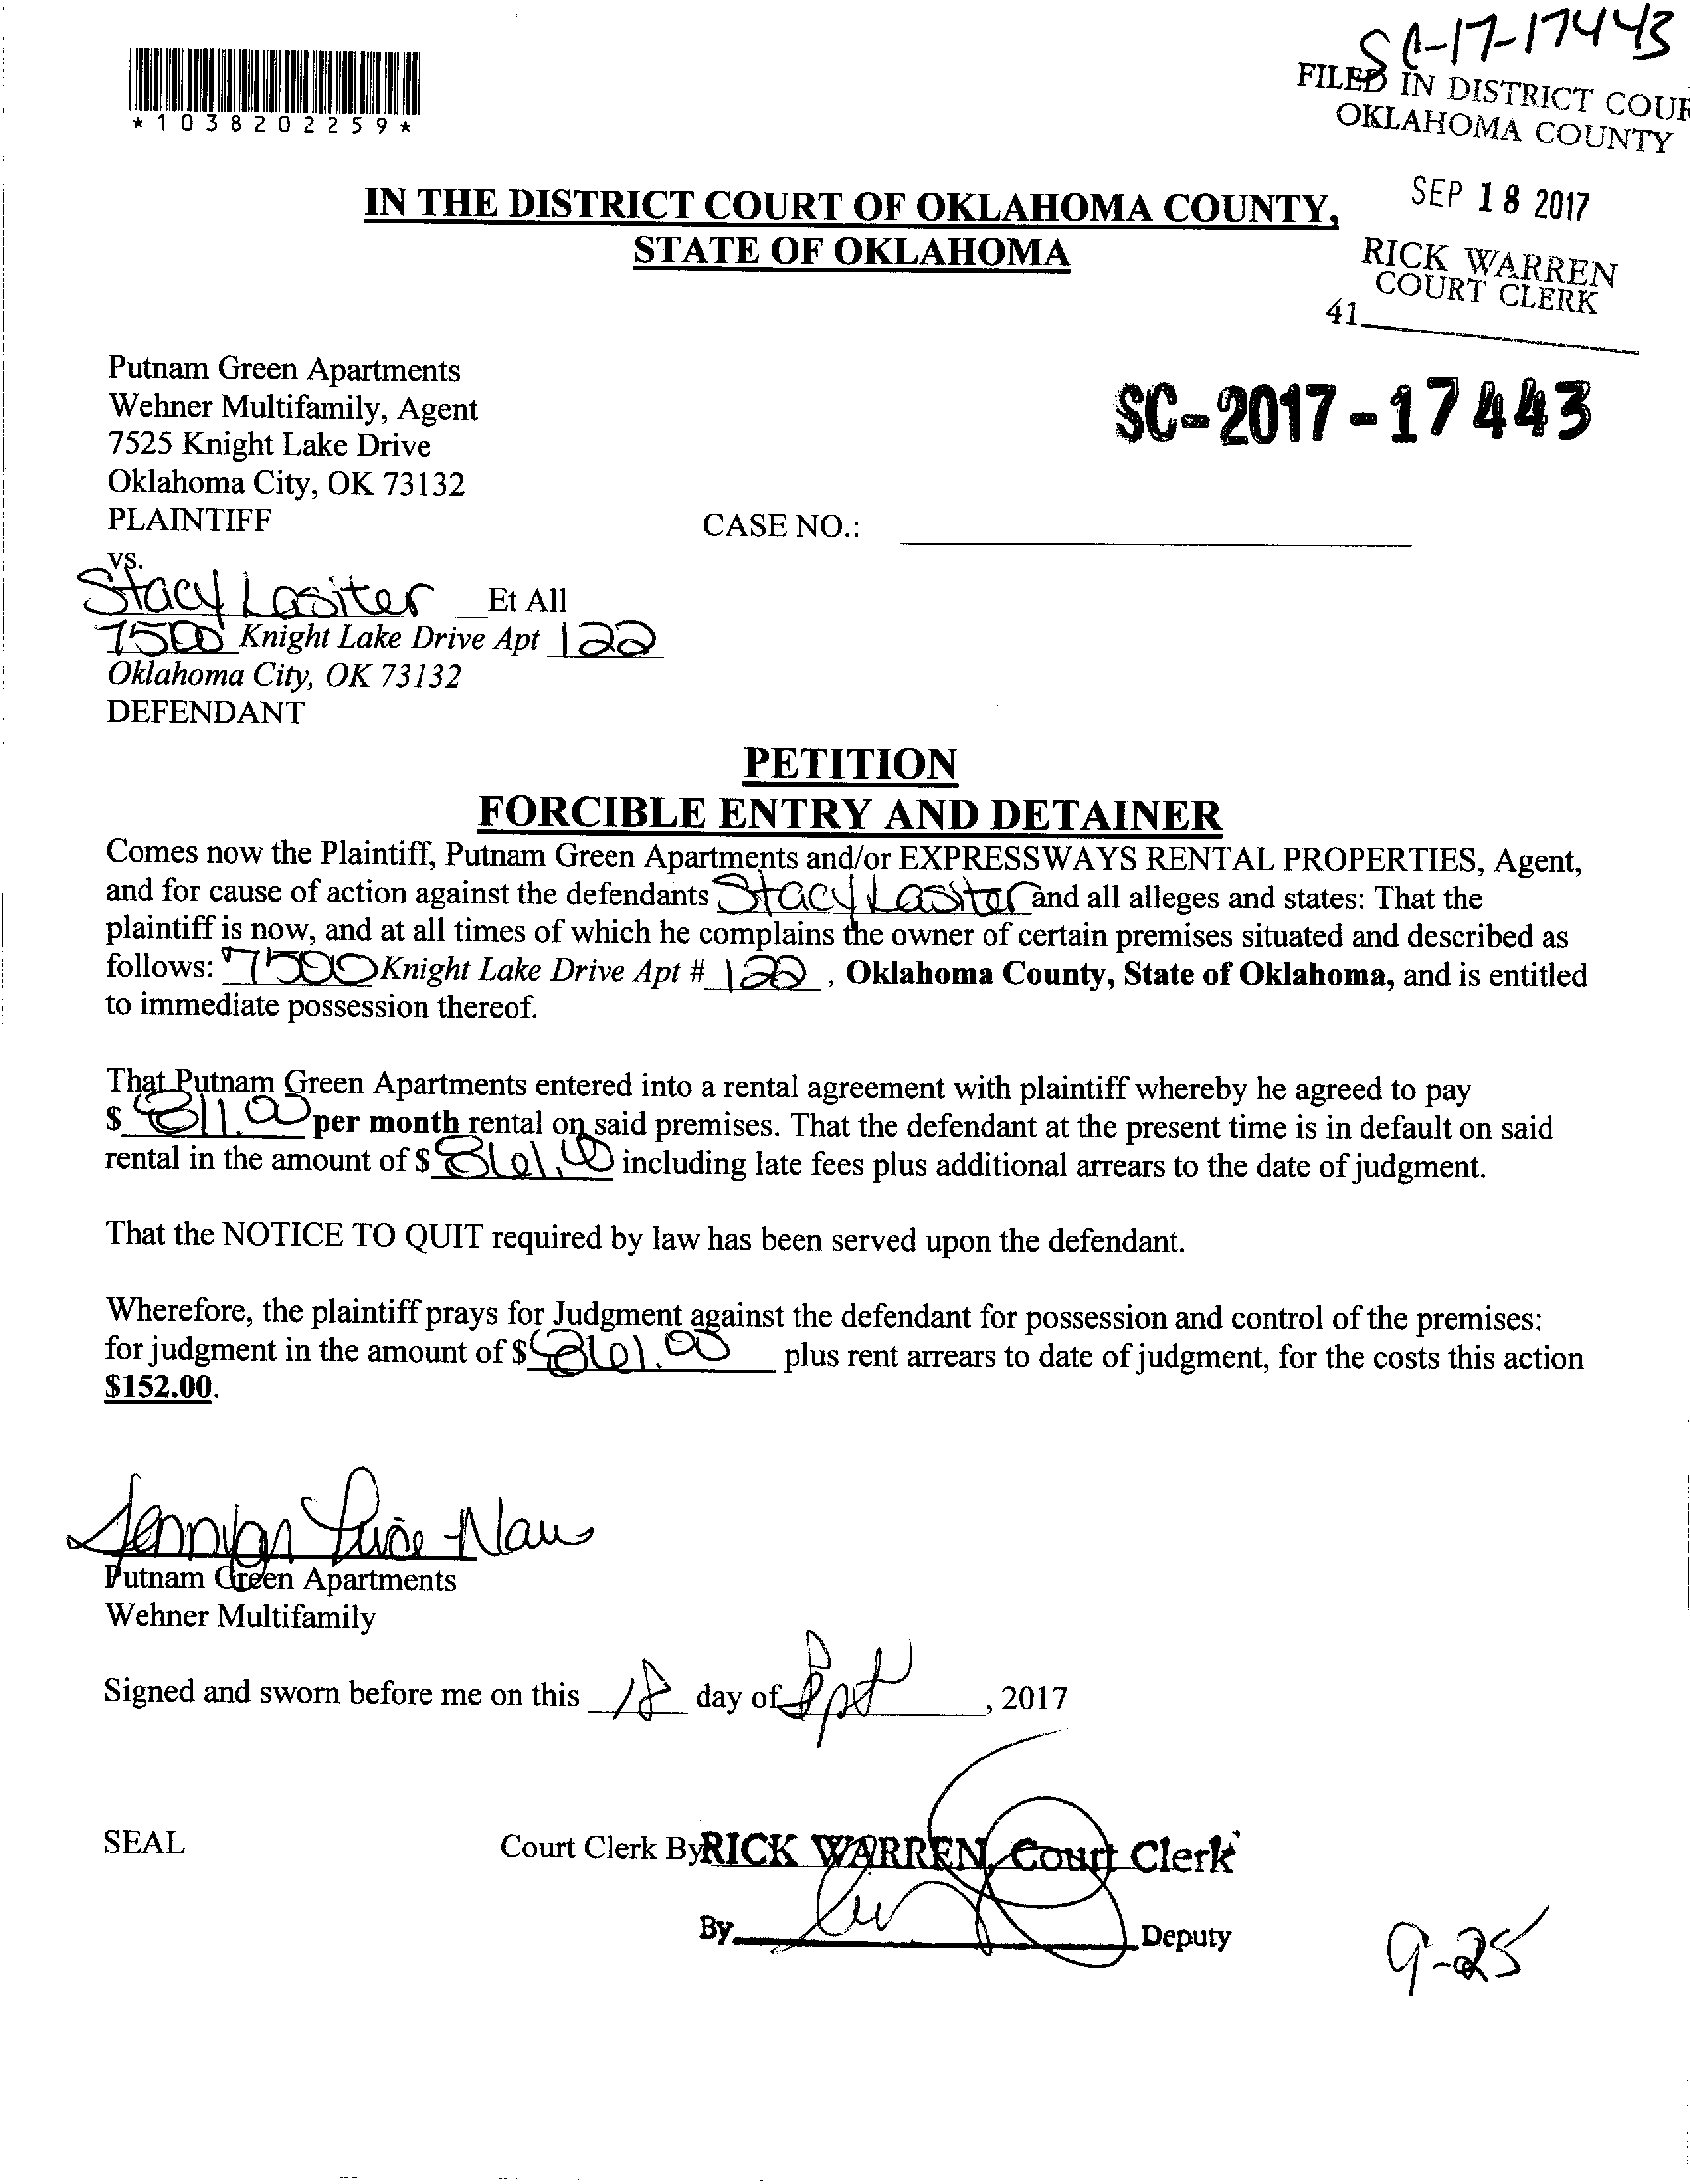 SC-17-17443
FILED IN DISTRICT COUR
OKLAHOMA COUNTY
*1038202259*
SEP 18 2017
IN THE DISTRICT COURT OF OKLAHOMA COUNTY,
STATE OF OKLAHOMA
RICK WARREN
COURT CLERK
41
Putnam Green Apartments
Wehner Multifamily, Agent
7525 Knight Lake Drive
Oklahoma City, OK 73132
PLAINTIFF
SC-2017-17443
CASE NO.:
vs.
Stacy Lasiter Et All
7500 Knight Lake Drive Apt 122
Oklahoma City, OK 73132
DEFENDANT
PETITION
FORCIBLE ENTRY AND DETAINER
Comes now the Plaintiff, Putnam Green Apartments and/or EXPRESSWAYS RENTAL PROPERTIES, Agent,
and for cause of action against the defendants Stacy Lasiter and all alleges and states: That the
plaintiff is now, and at all times of which he complains the owner of certain premises situated and described as
follows: 7500 Knight Lake Drive Apt # 122, Oklahoma County, State of Oklahoma, and is entitled
to immediate possession thereof.
That Putnam Green Apartments entered into a rental agreement with plaintiff whereby he agreed to pay
$ 811.00 per month rental on said premises. That the defendant at the present time is in default on said
rental in the amount of $ 861.00 including late fees plus additional arrears to the date of judgment.
That the NOTICE TO QUIT required by law has been served upon the defendant.
Wherefore, the plaintiff prays for Judgment against the defendant for possession and control of the premises:
for judgment in the amount of $ 861.00 plus rent arrears to date of judgment, for the costs this action
$152.00.
Putnam Green Apartments
Wehner Multifamily
Signed and sworn before me on this 18 day of Sept, 2017
SEAL
Court Clerk By RICK WARREN, Court Clerk
By Deputy
9-25